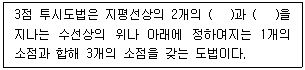 3점 투시도법은 지평선상의 2개의 (   )과 (   )을
지나는 수선상의 위나 아래에 정하여지는 1개의
소점과 합해 3개의 소점을 갖는 도법이다.